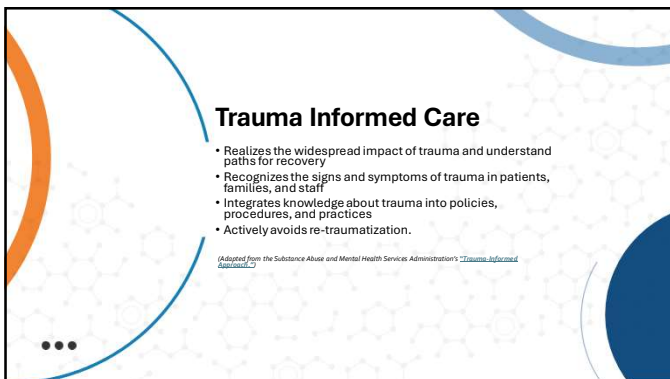 Trauma Informed Care
• Realizes the widespread impact of trauma and understand
paths for recovery
• Recognizes the signs and symptoms of trauma in patients,
families, and staff
• Integrates knowledge about trauma into policies,
procedures, and practices
• Actively avoids re-traumatization.
(Adapted from the Substance Abuse and Mental Health Services Administration's "Trauma-Informed
Approach.")